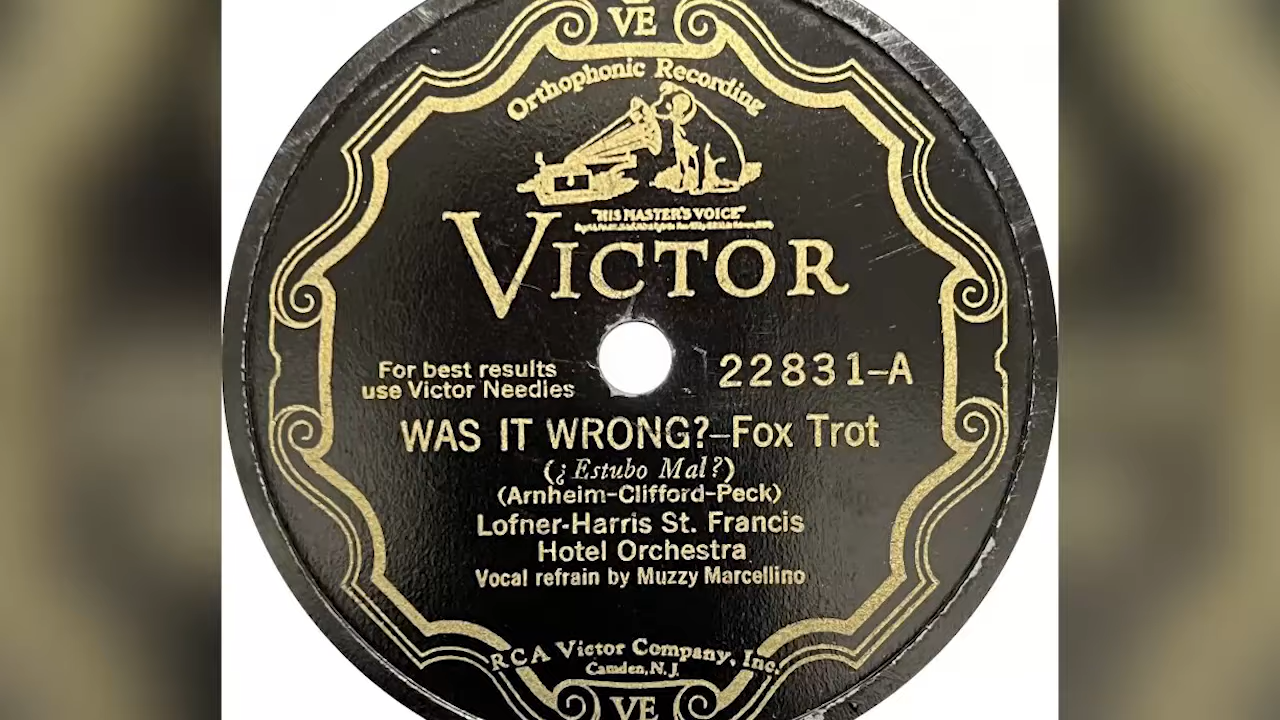 VE
Orthophonic Recording
"HIS MASTER'S VOICE"
VICTOR
For best results
use Victor Needles
22831-A
WAS IT WRONG?-Fox Trot
(¿Estubo Mal?)
(Arnheim-Clifford-Peck)
Lofner-Harris St. Francis
Hotel Orchestra
Vocal refrain by Muzzy Marcellino
RCA Victor Company, Inc.
Camden, N.J.
VE